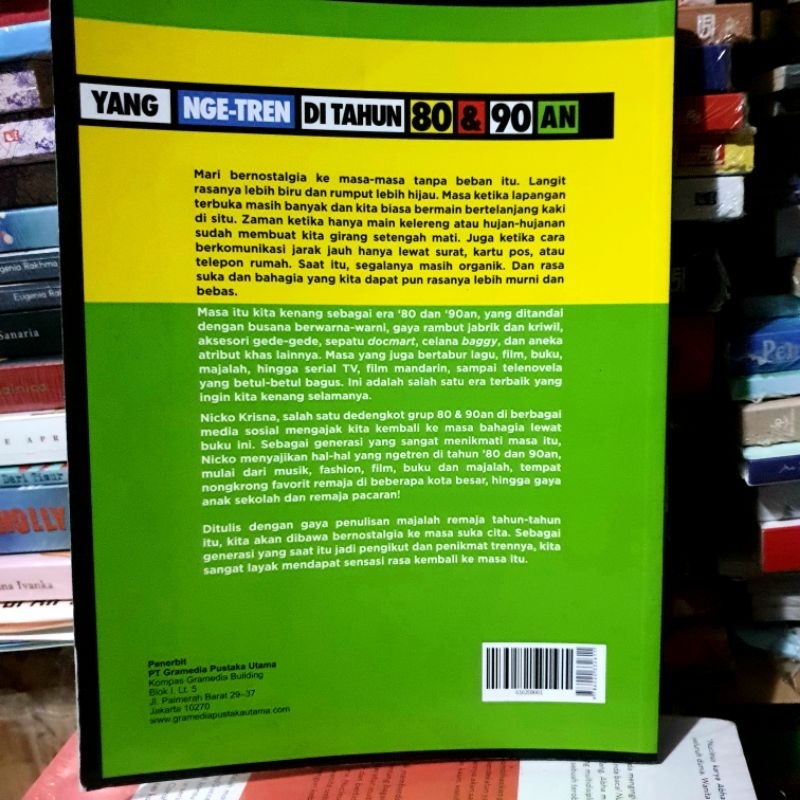 YANG NGE-TREN DI TAHUN 80 & 90 AN
Mari bernostalgia ke masa-masa tanpa beban itu. Langit
rasanya lebih biru dan rumput lebih hijau. Masa ketika lapangan
terbuka masih banyak dan kita biasa bermain bertelanjang kaki
di situ. Zaman ketika hanya main kelereng atau hujan-hujanan
sudah membuat kita girang setengah mati. Juga ketika cara
berkomunikasi jarak jauh hanya lewat surat, kartu pos, atau
telepon rumah. Saat itu, segalanya masih organik. Dan rasa
suka dan bahagia yang kita dapat pun rasanya lebih murni dan
bebas.
Masa itu kita kenang sebagai era '80 dan '90an, yang ditandai
dengan busana berwarna-warni, gaya rambut jabrik dan kriwil,
aksesori gede-gede, sepatu docmart, celana baggy, dan aneka
atribut khas lainnya. Masa yang juga bertabur lagu, film, buku,
majalah, hingga serial TV, film mandarin, sampai telenovela
yang betul-betul bagus. Ini adalah salah satu era terbaik yang
ingin kita kenang selamanya.
Nicko Krisna, salah satu dedengkot grup 80 & 90an di berbagai
media sosial mengajak kita kembali ke masa bahagia lewat
buku ini. Sebagai generasi yang sangat menikmati masa itu,
Nicko menyajikan hal-hal yang ngetren di tahun '80 dan 90an,
mulai dari musik, fashion, film, buku dan majalah, tempat
nongkrong favorit remaja di beberapa kota besar, hingga gaya
anak sekolah dan remaja pacaran!
Ditulis dengan gaya penulisan majalah remaja tahun-tahun
itu, kita akan dibawa bernostalgia ke masa suka cita. Sebagai
generasi yang saat itu jadi pengikut dan penikmat trennya, kita
sangat layak mendapat sensasi rasa kembali ke masa itu.
Penerbit
PT Gramedia Pustaka Utama
Kompas Gramedia Building
Blok I, Lt. 5
Jl. Palmerah Barat 29-37
Jakarta 10270
www.gramediapustakautama.com
Eugenia Rakhma
Sanaria
Dari Timur
Ivanka